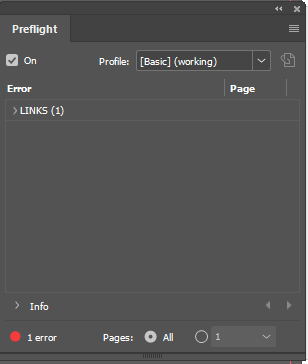 Preflight
On Profile: [Basic] (working)
Error Page
LINKS (1)
Info
1 error Pages: All 1